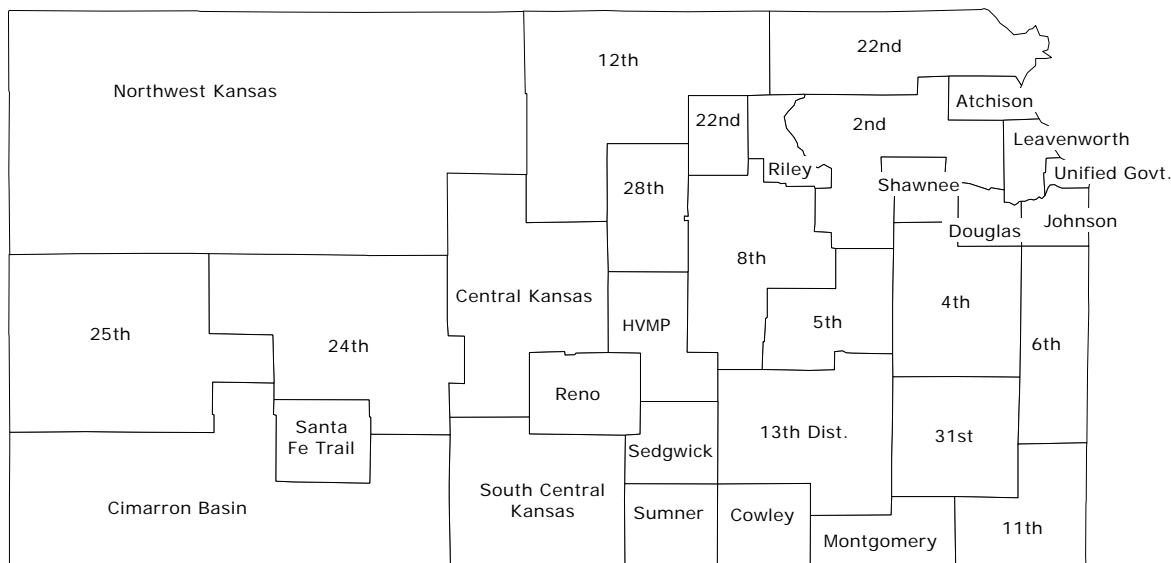 22nd
12th
Northwest Kansas
Atchison
22nd
2nd
Leavenworth
Riley
Unified Govt.
28th
Shawnee
Johnson
Douglas
8th
Central Kansas
4th
5th
HVMP
25th
24th
6th
Reno
Santa
Fe Trail
13th Dist.
31st
Sedgwick
South Central
Kansas
Cimarron Basin
Sumner
Cowley
11th
Montgomery